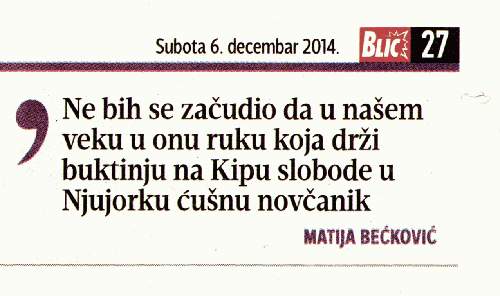 Subota 6. decembar 2014. BLIC 27
Ne bih se začudio da u našem
veku u onu ruku koja drži
buktinju na Kipu slobode u
Njujorku ćušnu novčanik
MATIJA BEĆKOVIĆ